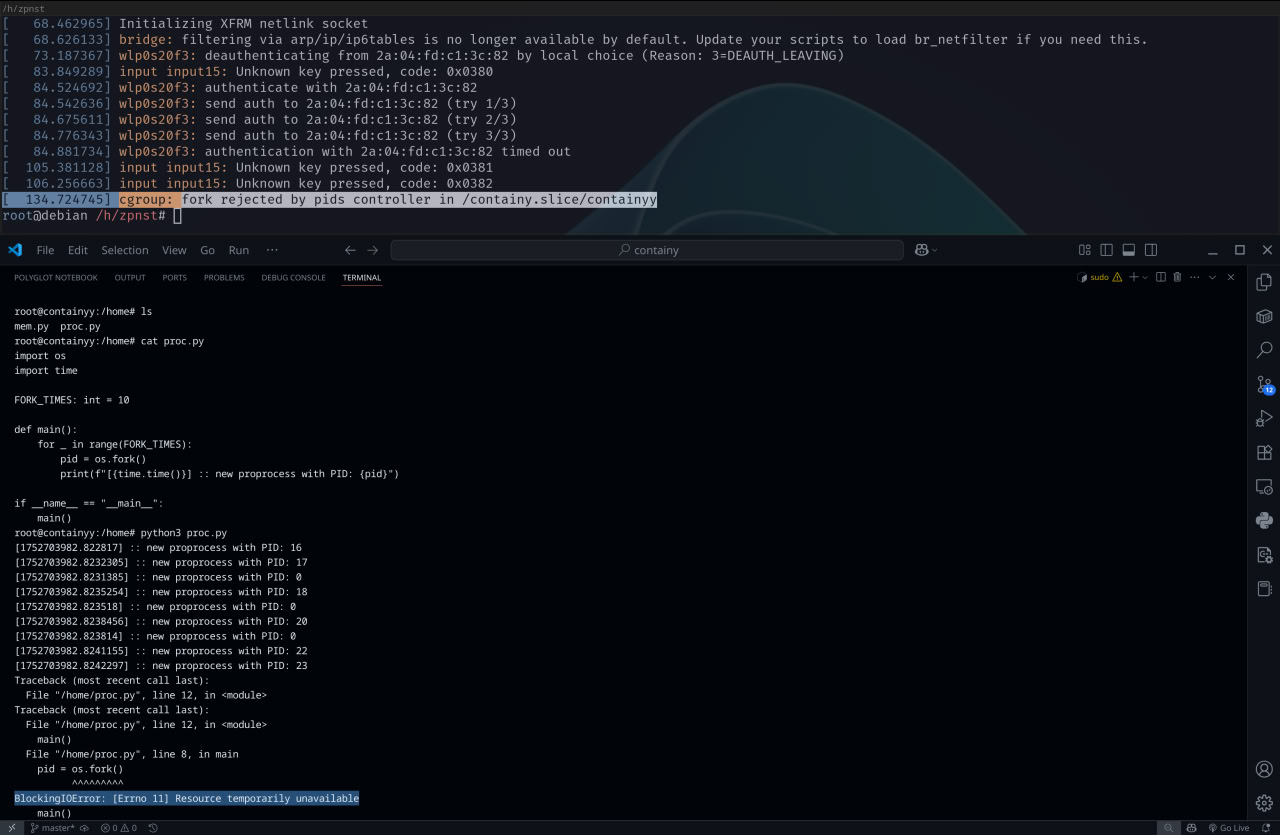 /h/zpnst
[   68.462965] Initializing XFRM netlink socket
[   68.626133] bridge: filtering via arp/ip/ip6tables is no longer available by default. Update your scripts to load br_netfilter if you need this.
[   73.187367] wlp0s20f3: deauthenticating from 2a:04:fd:c1:3c:82 by local choice (Reason: 3=DEAUTH_LEAVING)
[   83.849289] input input15: Unknown key pressed, code: 0x0380
[   84.524692] wlp0s20f3: authenticate with 2a:04:fd:c1:3c:82
[   84.542636] wlp0s20f3: send auth to 2a:04:fd:c1:3c:82 (try 1/3)
[   84.675611] wlp0s20f3: send auth to 2a:04:fd:c1:3c:82 (try 2/3)
[   84.776343] wlp0s20f3: send auth to 2a:04:fd:c1:3c:82 (try 3/3)
[   84.881734] wlp0s20f3: authentication with 2a:04:fd:c1:3c:82 timed out
[  105.381128] input input15: Unknown key pressed, code: 0x0381
[  106.256663] input input15: Unknown key pressed, code: 0x0382
[  134.724745] cgroup: fork rejected by pids controller in /containy.slice/containyy
root@debian /h/zpnst#
File Edit Selection View Go Run ··· containy
POLYGLOT NOTEBOOK OUTPUT PORTS PROBLEMS DEBUG CONSOLE TERMINAL sudo
root@containyy:/home# ls
mem.py  proc.py
root@containyy:/home# cat proc.py
import os
import time
FORK_TIMES: int = 10
def main():
    for _ in range(FORK_TIMES):
        pid = os.fork()
        print(f"[{time.time()}] :: new proprocess with PID: {pid}")
if __name__ == "__main__":
    main()
root@containyy:/home# python3 proc.py
[1752703982.822817] :: new proprocess with PID: 16
[1752703982.8232305] :: new proprocess with PID: 17
[1752703982.8231385] :: new proprocess with PID: 0
[1752703982.8235254] :: new proprocess with PID: 18
[1752703982.823518] :: new proprocess with PID: 0
[1752703982.8238456] :: new proprocess with PID: 20
[1752703982.823814] :: new proprocess with PID: 0
[1752703982.8241155] :: new proprocess with PID: 22
[1752703982.8242297] :: new proprocess with PID: 23
Traceback (most recent call last):
  File "/home/proc.py", line 12, in <module>
Traceback (most recent call last):
  File "/home/proc.py", line 12, in <module>
    main()
  File "/home/proc.py", line 8, in main
    pid = os.fork()
          ^^^^^^^^^
BlockingIOError: [Errno 11] Resource temporarily unavailable
    main()
12
master* 0 0 Go Live